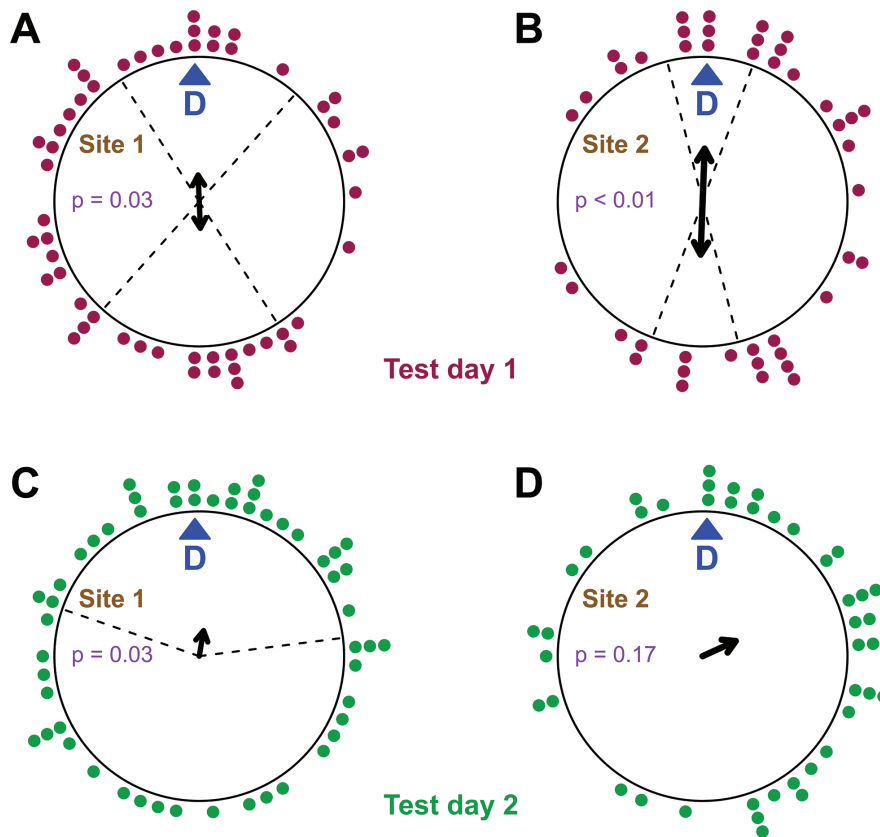 A
B
D
D
Site 1
Site 2
p = 0.03
p < 0.01
Test day 1
C
D
D
D
Site 1
Site 2
p = 0.03
p = 0.17
Test day 2